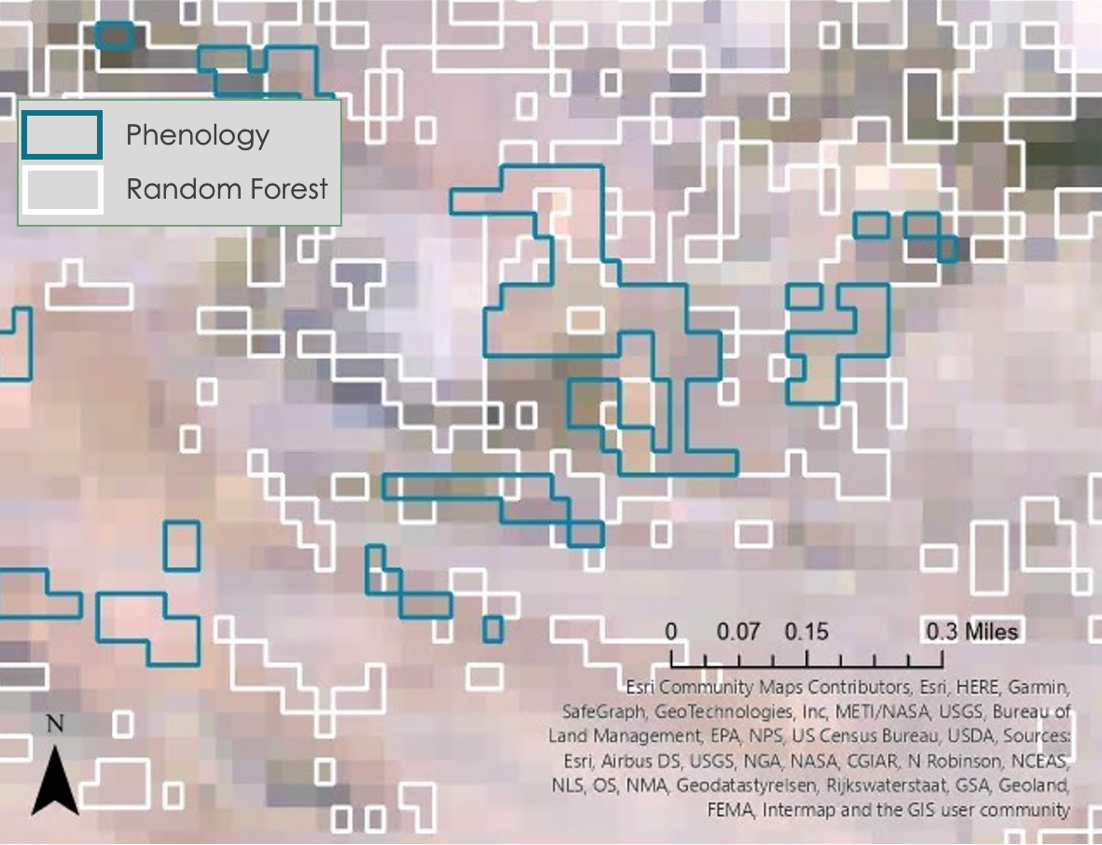 Phenology
Random Forest
0 0.07 0.15 0.3 Miles
Esri Community Maps Contributors, Esri, HERE, Garmin,
SafeGraph, GeoTechnologies, Inc, METI/NASA, USGS, Bureau of
Land Management, EPA, NPS, US Census Bureau, USDA, Sources:
Esri, Airbus DS, USGS, NGA, NASA, CGIAR, N Robinson, NCEAS,
NLS, OS, NMA, Geodatastyrelsen, Rijkswaterstaat, GSA, Geoland,
FEMA, Intermap and the GIS user community
N